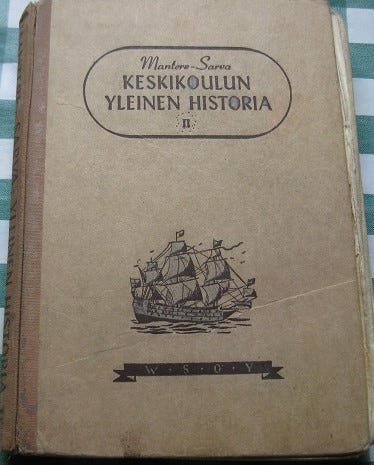 Mantere-Sarva
KESKIKOULUN
YLEINEN HISTORIA
II
W·S·O·Y